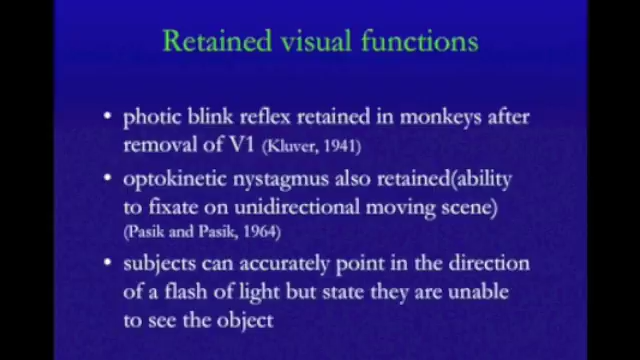 Retained visual functions
• photic blink reflex retained in monkeys after
removal of V1 (Kluver, 1941)
• optokinetic nystagmus also retained(ability
to fixate on unidirectional moving scene)
(Pasik and Pasik, 1964)
• subjects can accurately point in the direction
of a flash of light but state they are unable
to see the object